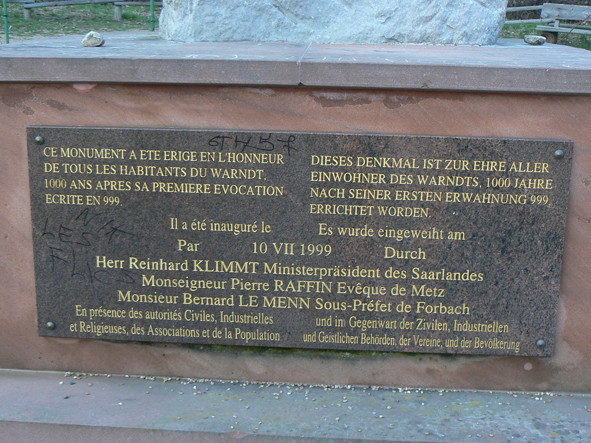 CE MONUMENT A ETE ERIGE EN L'HONNEUR
DE TOUS LES HABITANTS DU WARNDT.
1000 ANS APRES SA PREMIERE EVOCATION
ECRITE EN 999.
DIESES DENKMAL IST ZUR EHRE ALLER
EINWOHNER DES WARNDTS, 1000 JAHRE
NACH SEINER ERSTEN ERWAHNUNG 999,
ERRICHTET WORDEN.
Il a été inauguré le Es wurde eingeweiht am
Par 10 VII 1999 Durch
Herr Reinhard KLIMMT Ministerpräsident des Saarlandes
Monseigneur Pierre RAFFIN Evêque de Metz
Monsieur Bernard LE MENN Sous-Préfet de Forbach
En présence des autorités Civiles, Industrielles
et Religieuses, des Associations et de la Population
und in Gegenwart der Zivilen, Industriellen
und Geistlichen Behörden, der Vereine, und der Bevölkerung